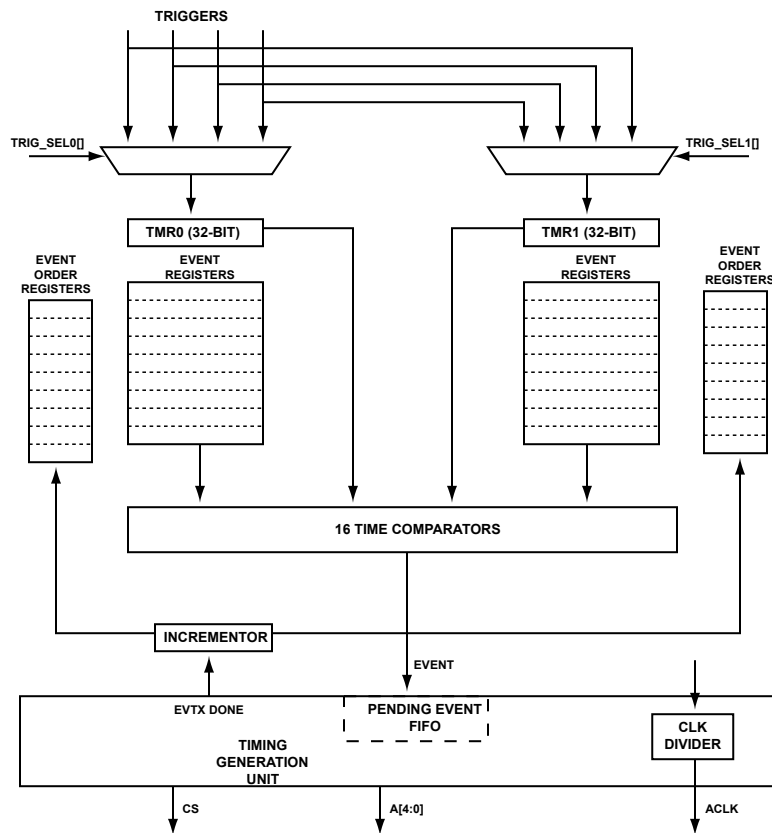 TRIGGERS
TRIG_SEL0[]
TRIG_SEL1[]
TMR0 (32-BIT)
TMR1 (32-BIT)
EVENT
ORDER
REGISTERS
EVENT
REGISTERS
EVENT
REGISTERS
EVENT
ORDER
REGISTERS
16 TIME COMPARATORS
INCREMENTOR
EVENT
EVTX DONE
PENDING EVENT
FIFO
CLK
DIVIDER
TIMING
GENERATION
UNIT
CS
A[4:0]
ACLK